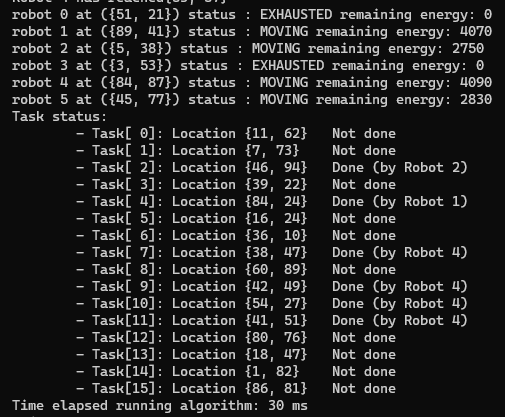 robot 0 at ({51, 21}) status : EXHAUSTED remaining energy: 0
robot 1 at ({89, 41}) status : MOVING remaining energy: 4070
robot 2 at ({5, 38}) status : MOVING remaining energy: 2750
robot 3 at ({3, 53}) status : EXHAUSTED remaining energy: 0
robot 4 at ({84, 87}) status : MOVING remaining energy: 4090
robot 5 at ({45, 77}) status : MOVING remaining energy: 2830
Task status:
- Task[ 0]: Location {11, 62} Not done
- Task[ 1]: Location {7, 73} Not done
- Task[ 2]: Location {46, 94} Done (by Robot 2)
- Task[ 3]: Location {39, 22} Not done
- Task[ 4]: Location {84, 24} Done (by Robot 1)
- Task[ 5]: Location {16, 24} Not done
- Task[ 6]: Location {36, 10} Not done
- Task[ 7]: Location {38, 47} Done (by Robot 4)
- Task[ 8]: Location {60, 89} Not done
- Task[ 9]: Location {42, 49} Done (by Robot 4)
- Task[10]: Location {54, 27} Done (by Robot 4)
- Task[11]: Location {41, 51} Done (by Robot 4)
- Task[12]: Location {80, 76} Not done
- Task[13]: Location {18, 47} Not done
- Task[14]: Location {1, 82} Not done
- Task[15]: Location {86, 81} Not done
Time elapsed running algorithm: 30 ms